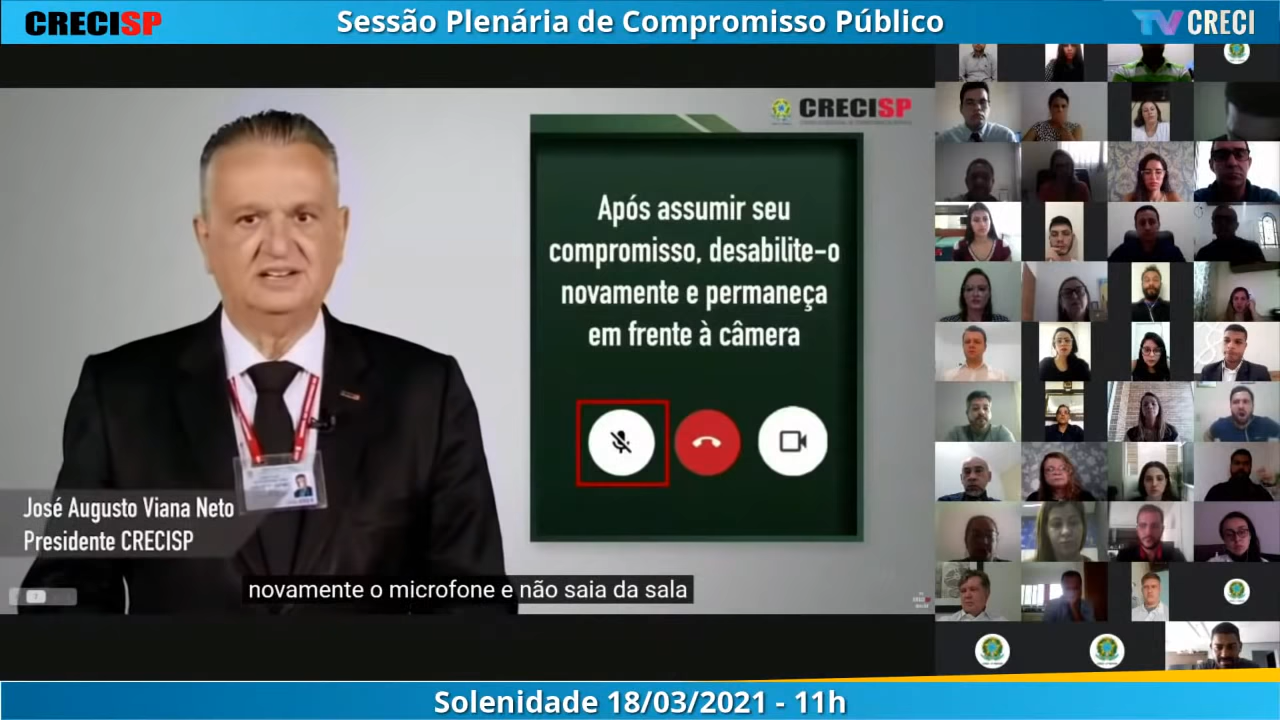 CRECISP
Sessão Plenária de Compromisso Público
TV CRECI
CRECISP
Após assumir seu
compromisso, desabilite-o
novamente e permaneça
em frente à câmera
José Augusto Viana Neto
Presidente CRECISP
novamente o microfone e não saia da sala
Solenidade 18/03/2021 - 11h